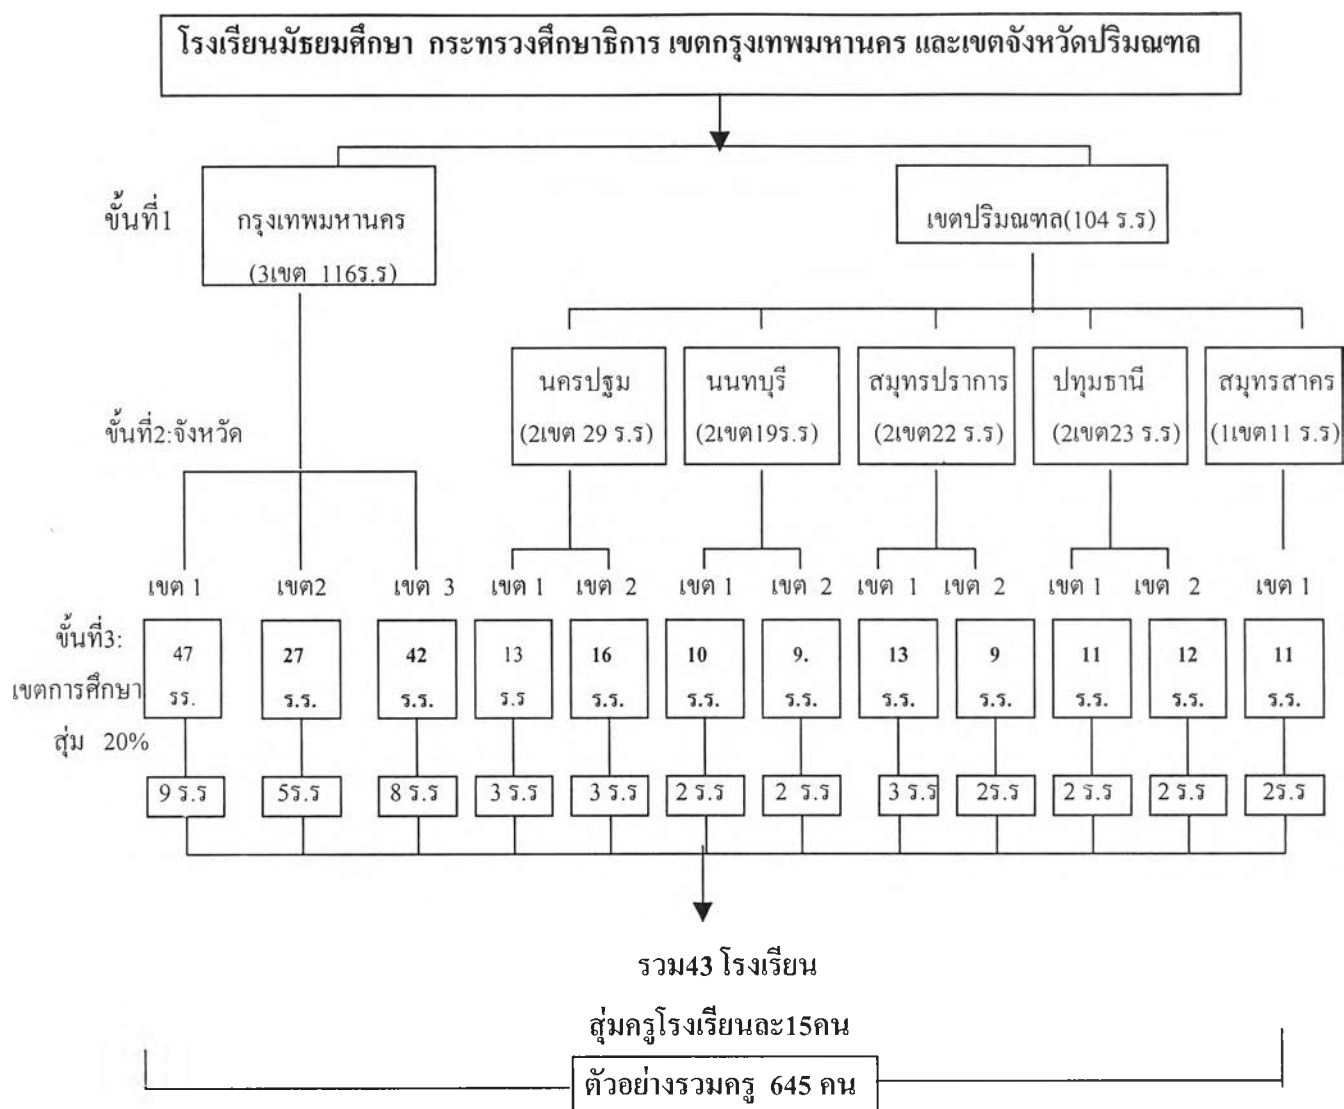 โรงเรียนมัธยมศึกษา กระทรวงศึกษาธิการ เขตกรุงเทพมหานคร และเขตจังหวัดปริมณฑล
ขั้นที่1
กรุงเทพมหานคร
(3เขต 116ร.ร)
เขตปริมณฑล(104 ร.ร)
ขั้นที่2:จังหวัด
นครปฐม
(2เขต 29 ร.ร)
นนทบุรี
(2เขต19ร.ร)
สมุทรปราการ
(2เขต22 ร.ร)
ปทุมธานี
(2เขต23 ร.ร)
สมุทรสาคร
(1เขต11 ร.ร)
เขต 1 เขต2 เขต 3 เขต 1 เขต 2 เขต 1 เขต 2 เขต 1 เขต 2 เขต 1 เขต 2 เขต 1
ขั้นที่3:
เขตการศึกษา
47 27 42 13 16 10 9. 13 9 11 12 11
รร. ร.ร. ร.ร. ร.ร ร.ร. ร.ร. ร.ร. ร.ร. ร.ร. ร.ร. ร.ร. ร.ร.
สุ่ม 20%
9 ร.ร 5ร.ร 8 ร.ร 3 ร.ร 3 ร.ร 2 ร.ร 2 ร.ร 3 ร.ร 2ร.ร 2 ร.ร 2 ร.ร 2ร.ร
รวม43 โรงเรียน
สุ่มครูโรงเรียนละ15คน
ตัวอย่างรวมครู 645 คน